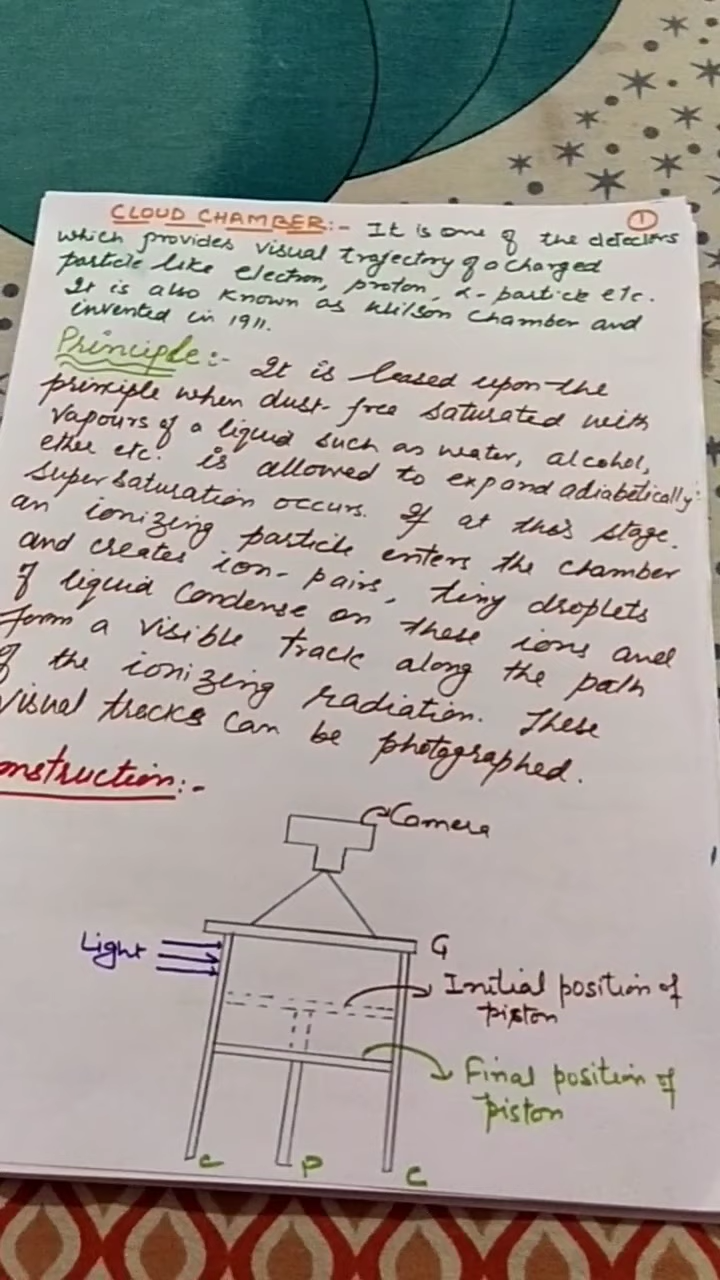 CLOUD CHAMBER:- It is one of the detectors
①
which provides visual trajectory of a charged
particle like electron, proton, α-particle etc.
It is also known as Wilson Chamber and
invented in 1911.
Principle:- It is based upon the
principle when dust-free saturated with
vapours of a liquid such as water, alcohol,
ether etc. is allowed to expand adiabetically.
supersaturation occurs. If at this stage.
an ionizing particle enters the chamber
and creates ion-pairs, tiny droplets
of liquid condense on these ions and
form a visible track along the path
of the ionizing radiation. These
visual tracks can be photographed.
onstruction:-
Camera
Light
G
Initial position of
piston
Final position of
piston
C
P
C